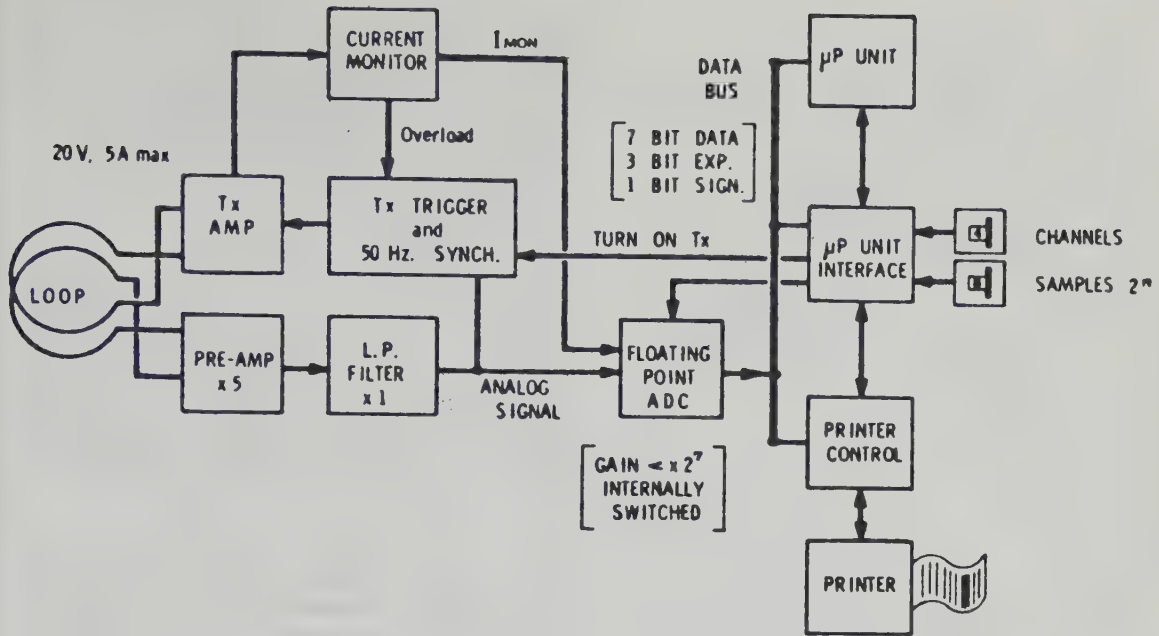 CURRENT
MONITOR
IMON
Overload
20 V, 5A max
Tx
AMP
Tx TRIGGER
and
50 Hz. SYNCH.
LOOP
PRE-AMP
x 5
L.P.
FILTER
x 1
ANALOG
SIGNAL
TURN ON Tx
FLOATING
POINT
ADC
GAIN < x 2⁷
INTERNALLY
SWITCHED
DATA
BUS
7 BIT DATA
3 BIT EXP.
1 BIT SIGN.
µP UNIT
µP UNIT
INTERFACE
CHANNELS
SAMPLES 2ⁿ
PRINTER
CONTROL
PRINTER